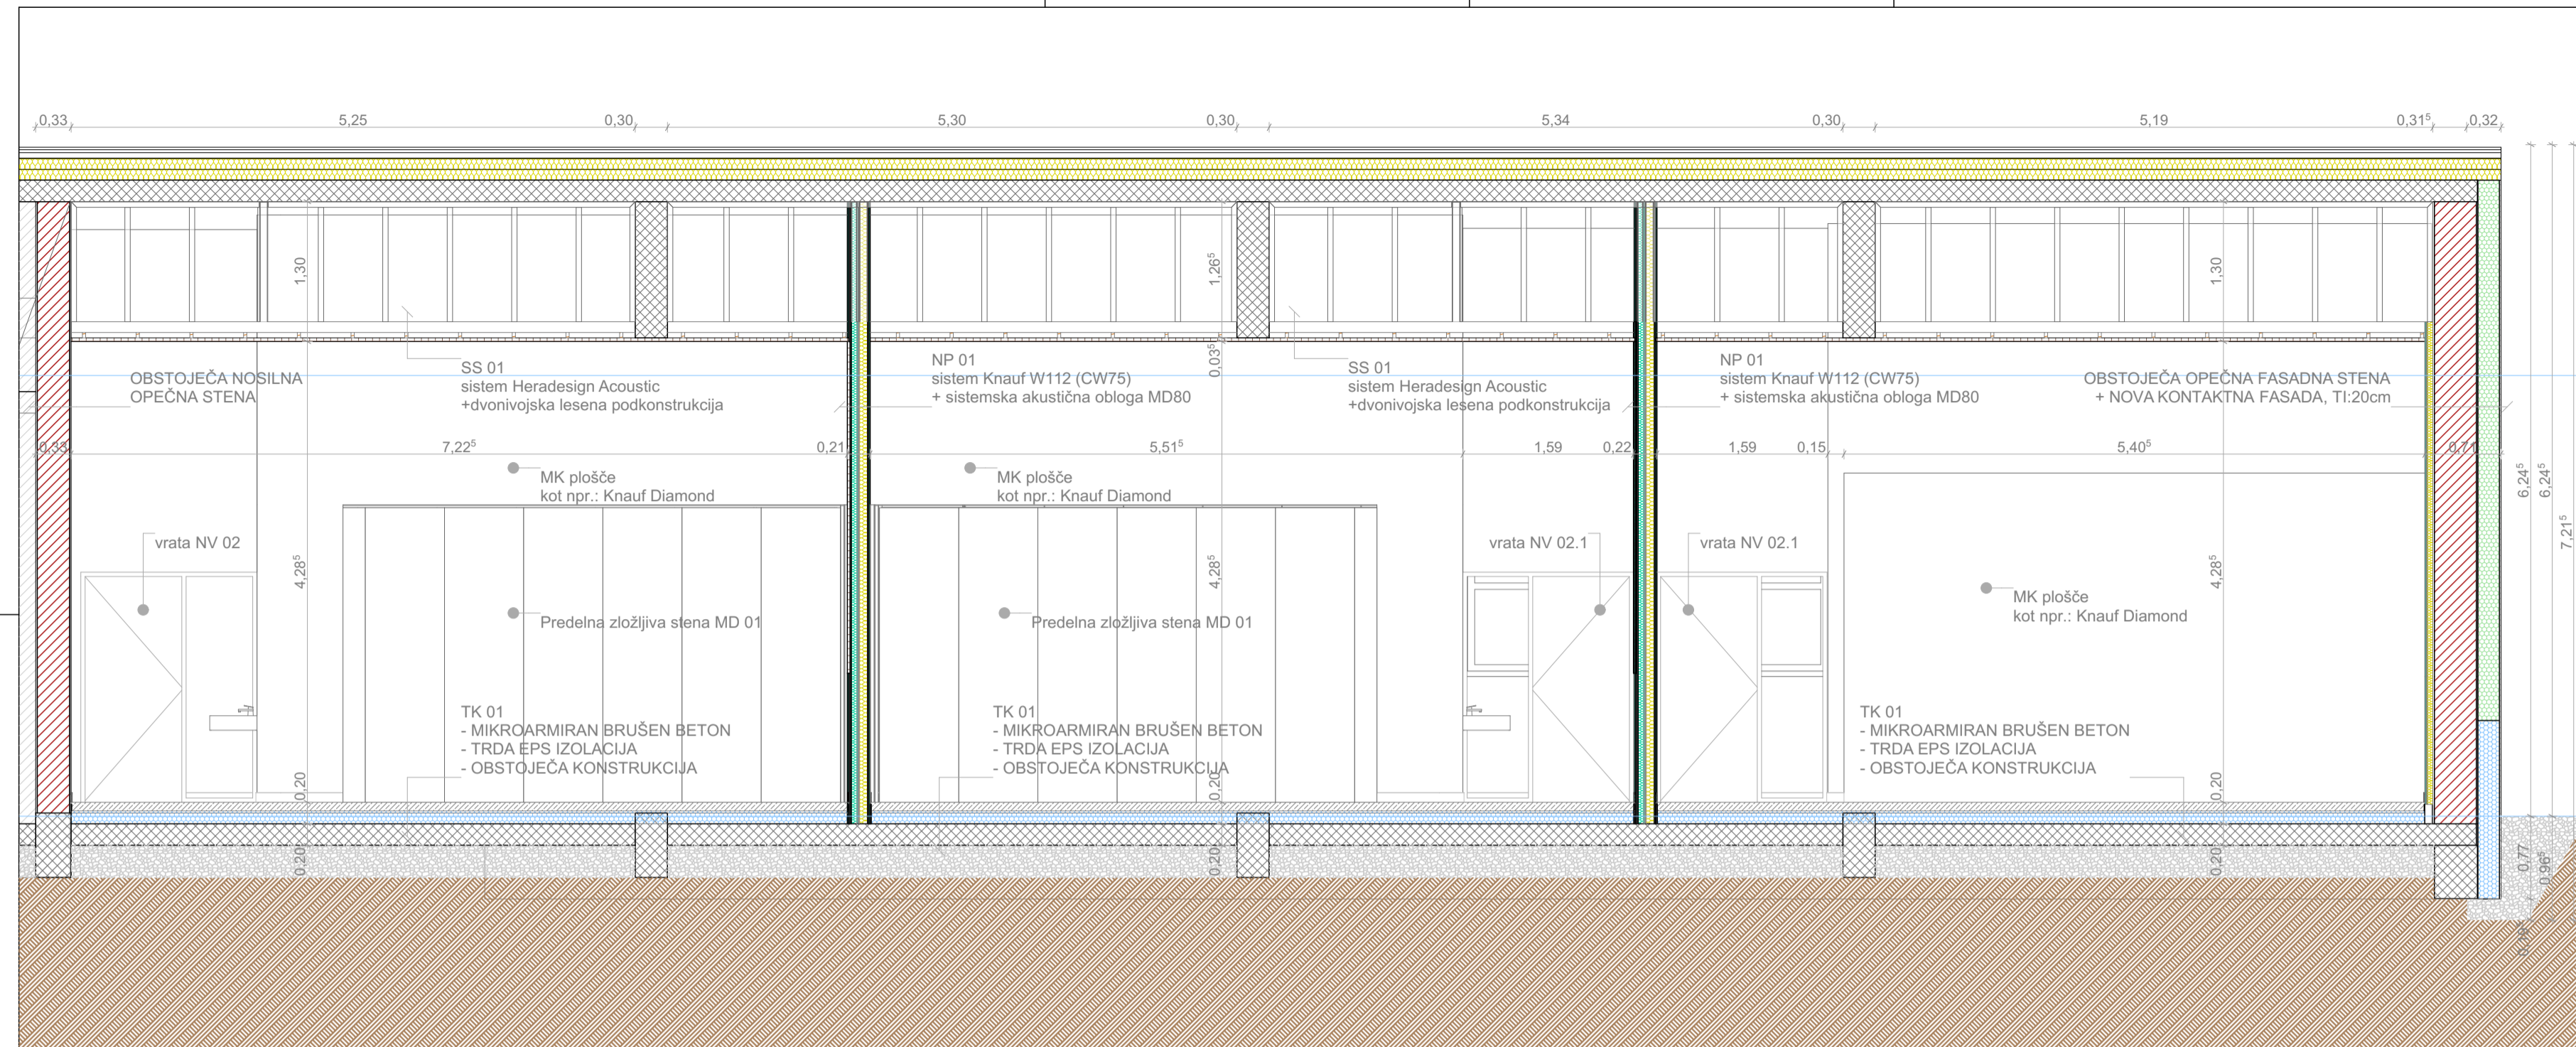 0,33 5,25 0,30 5,30 0,30 5,34 0,30 5,19 0,31⁵ 0,32
1,30 1,26⁵ 1,30
SS 01
sistem Heradesign Acoustic
+dvonivojska lesena podkonstrukcija
NP 01
sistem Knauf W112 (CW75)
+ sistemska akustična obloga MD80
0,03⁵
SS 01
sistem Heradesign Acoustic
+dvonivojska lesena podkonstrukcija
NP 01
sistem Knauf W112 (CW75)
+ sistemska akustična obloga MD80
OBSTOJEČA NOSILNA
OPEČNA STENA
OBSTOJEČA OPEČNA FASADNA STENA
+ NOVA KONTAKTNA FASADA, TI:20cm
0,33 7,22⁵ 0,21 5,51⁵ 1,59 0,22 1,59 0,15 5,40⁵ 0,71
MK plošče
kot npr.: Knauf Diamond
MK plošče
kot npr.: Knauf Diamond
6,24⁵ 6,24⁵ 7,21⁵
vrata NV 02
vrata NV 02.1
vrata NV 02.1
4,28⁵ 4,28⁵ 4,28⁵
MK plošče
kot npr.: Knauf Diamond
Predelna zložljiva stena MD 01
Predelna zložljiva stena MD 01
TK 01
- MIKROARMIRAN BRUŠEN BETON
- TRDA EPS IZOLACIJA
- OBSTOJEČA KONSTRUKCIJA
TK 01
- MIKROARMIRAN BRUŠEN BETON
- TRDA EPS IZOLACIJA
- OBSTOJEČA KONSTRUKCIJA
TK 01
- MIKROARMIRAN BRUŠEN BETON
- TRDA EPS IZOLACIJA
- OBSTOJEČA KONSTRUKCIJA
0,20 0,20 0,20
0,20 0,20 0,20
0,77 0,96⁵
0,19⁵